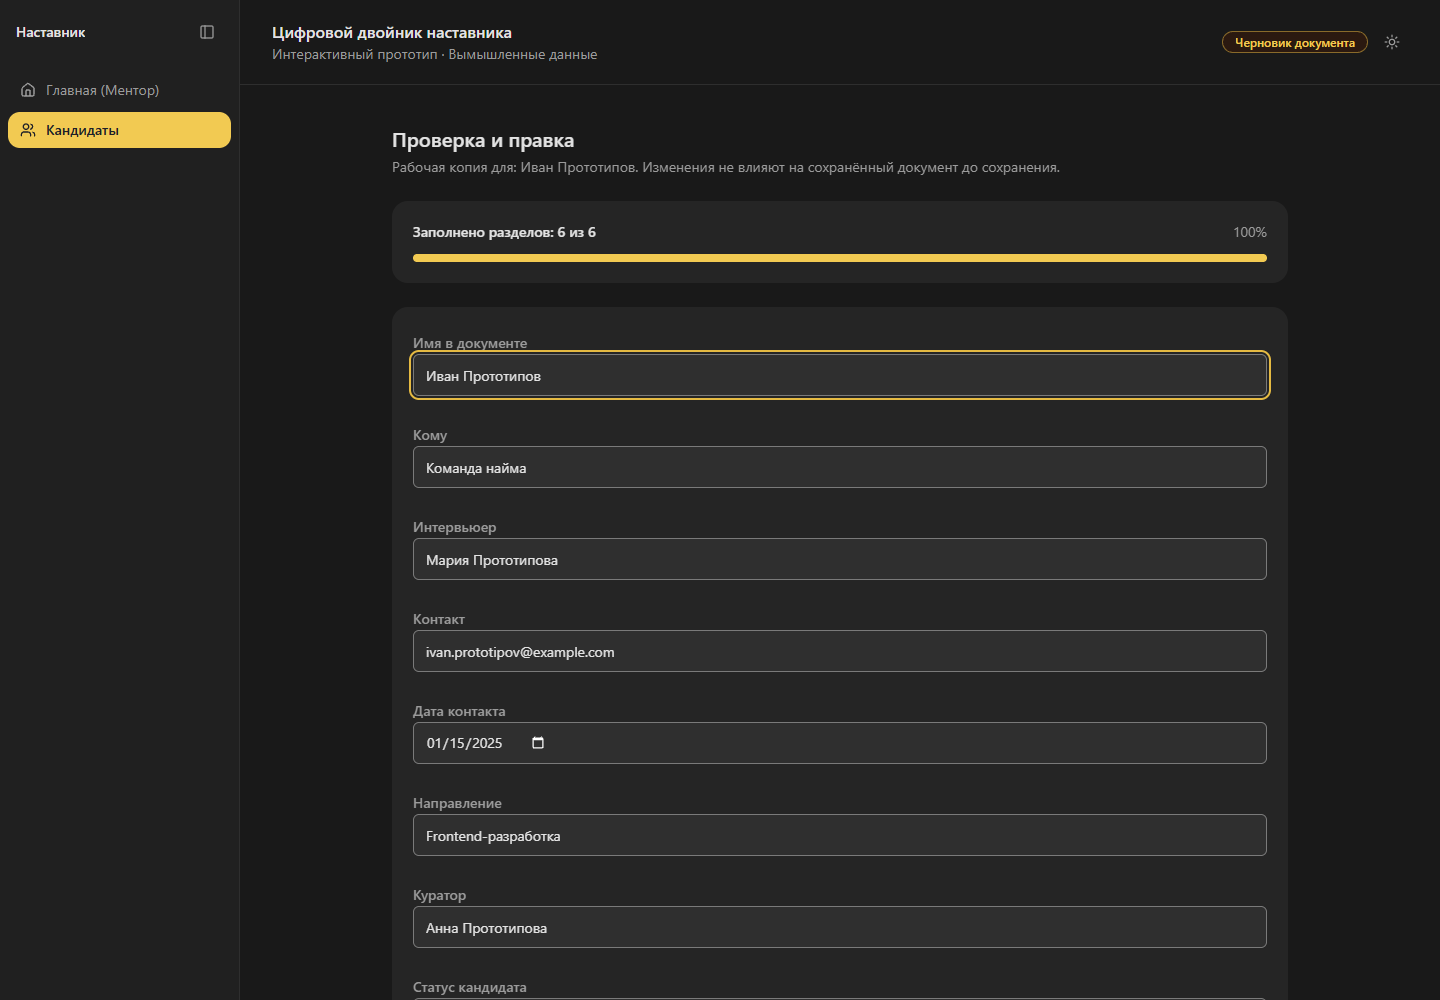 Наставник
Главная (Ментор)
Кандидаты
Цифровой двойник наставника
Интерактивный прототип · Вымышленные данные
Черновик документа
Проверка и правка
Рабочая копия для: Иван Прототипов. Изменения не влияют на сохранённый документ до сохранения.
Заполнено разделов: 6 из 6
100%
Имя в документе
Иван Прототипов
Кому
Команда найма
Интервьюер
Мария Прототипова
Контакт
ivan.prototipov@example.com
Дата контакта
01/15/2025
Направление
Frontend-разработка
Куратор
Анна Прототипова
Статус кандидата